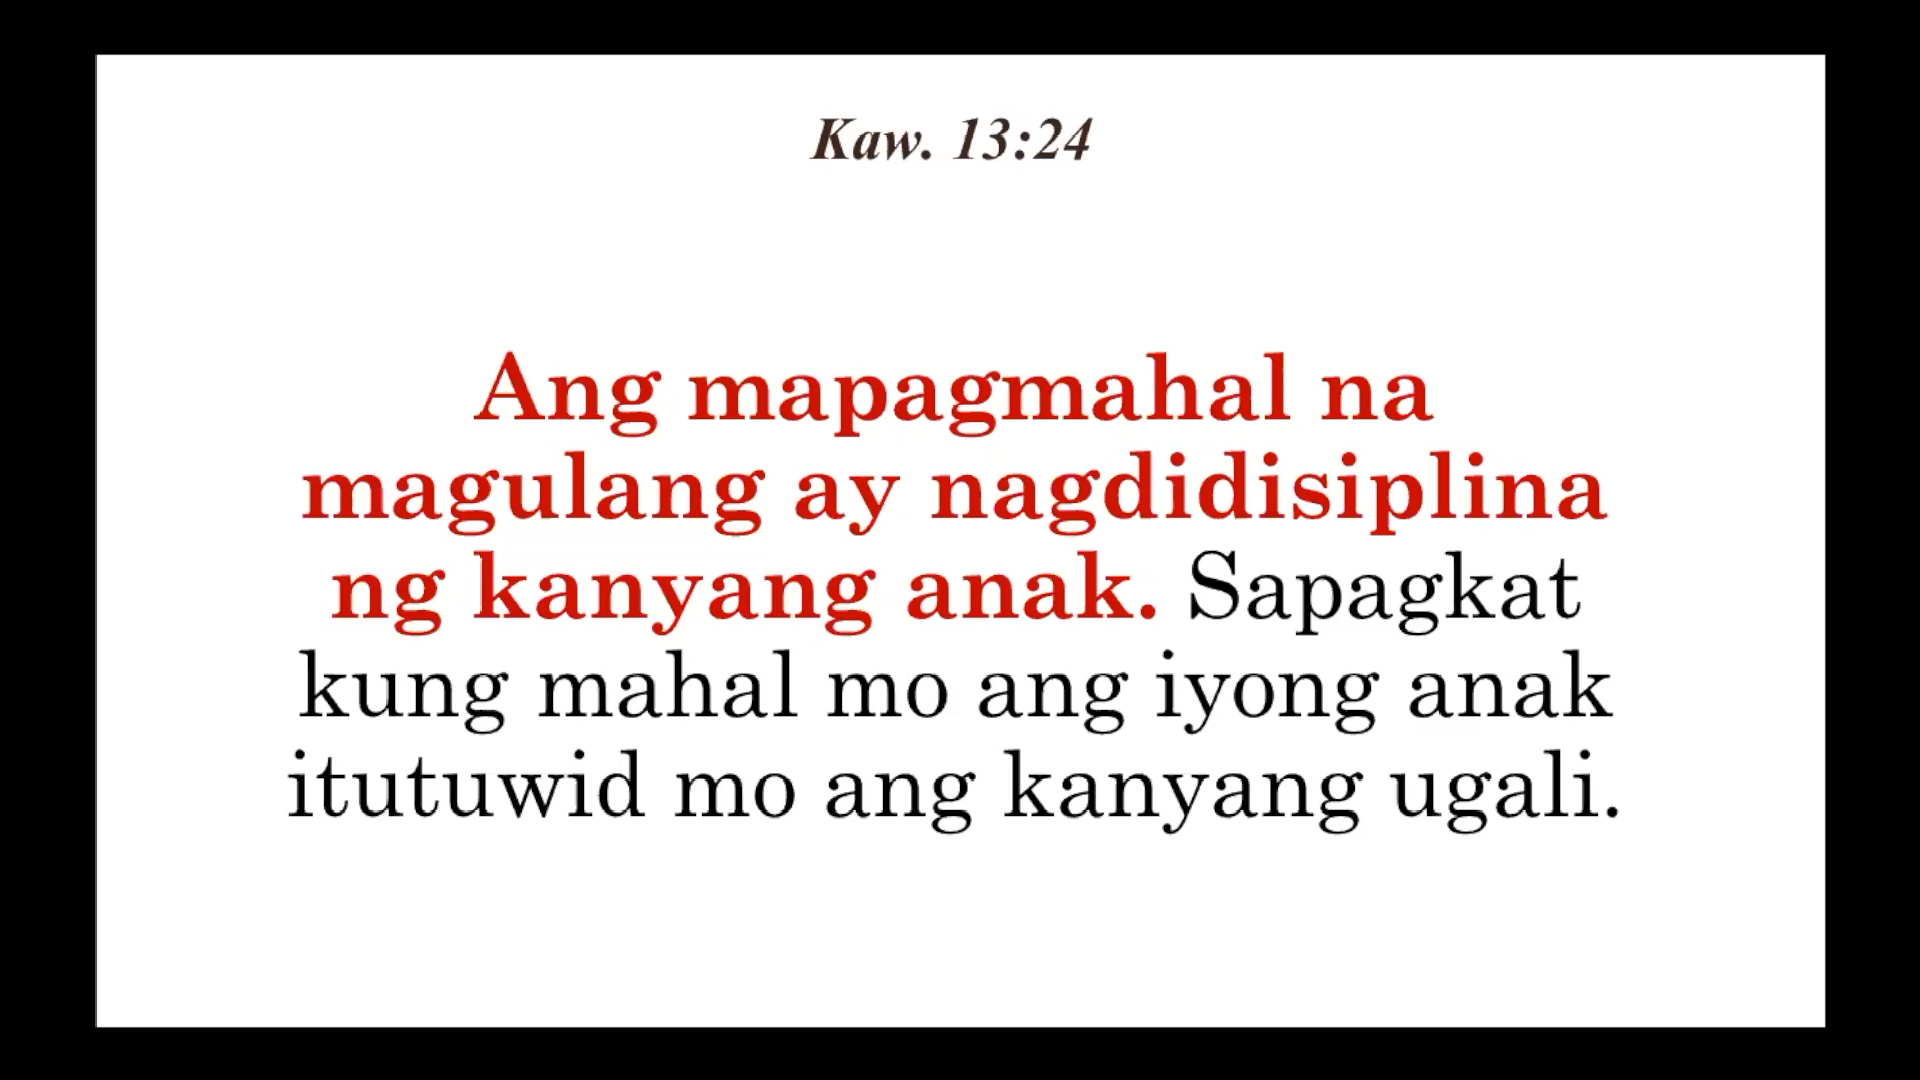 Kaw. 13:24
Ang mapagmahal na
magulang ay nagdidisiplina
ng kanyang anak. Sapagkat
kung mahal mo ang iyong anak
itutuwid mo ang kanyang ugali.